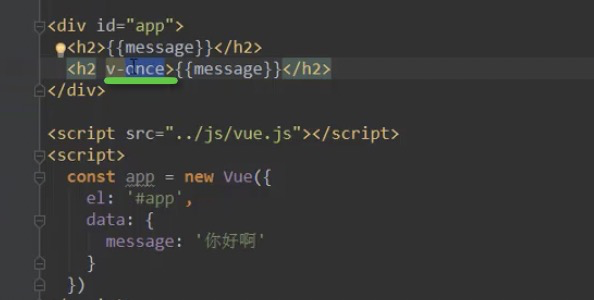 <div id="app">
<h2>{{message}}</h2>
<h2 v-once>{{message}}</h2>
</div>
<script src="../js/vue.js"></script>
<script>
const app = new Vue({
el: '#app',
data: {
message: '你好啊'
}
})